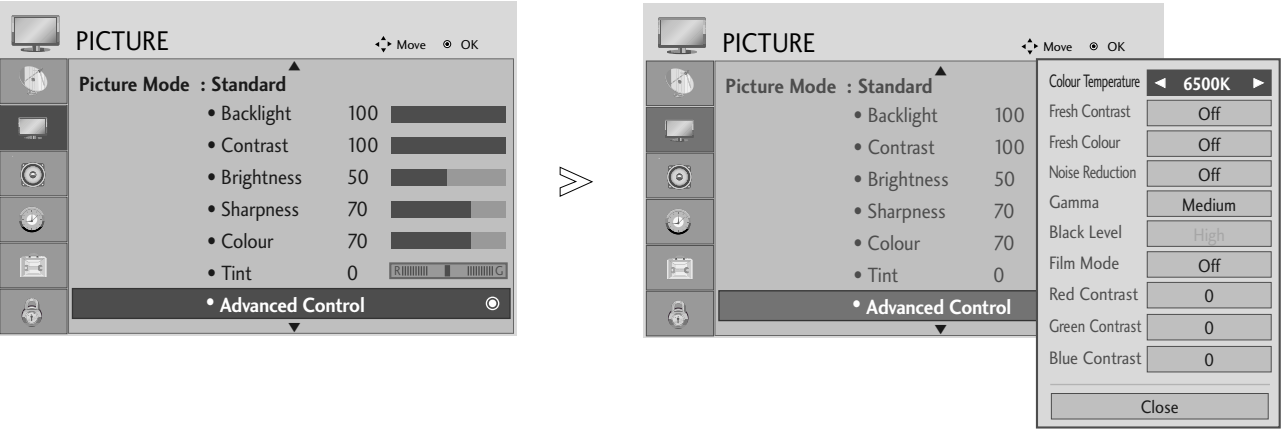 PICTURE
Move OK
Picture Mode : Standard
• Backlight 100
• Contrast 100
• Brightness 50
• Sharpness 70
• Colour 70
• Tint 0 R G
• Advanced Control
PICTURE
Move OK
Picture Mode : Standard
• Backlight 100
• Contrast 100
• Brightness 50
• Sharpness 70
• Colour 70
• Tint 0
• Advanced Control
Colour Temperature 6500K
Fresh Contrast Off
Fresh Colour Off
Noise Reduction Off
Gamma Medium
Black Level High
Film Mode Off
Red Contrast 0
Green Contrast 0
Blue Contrast 0
Close